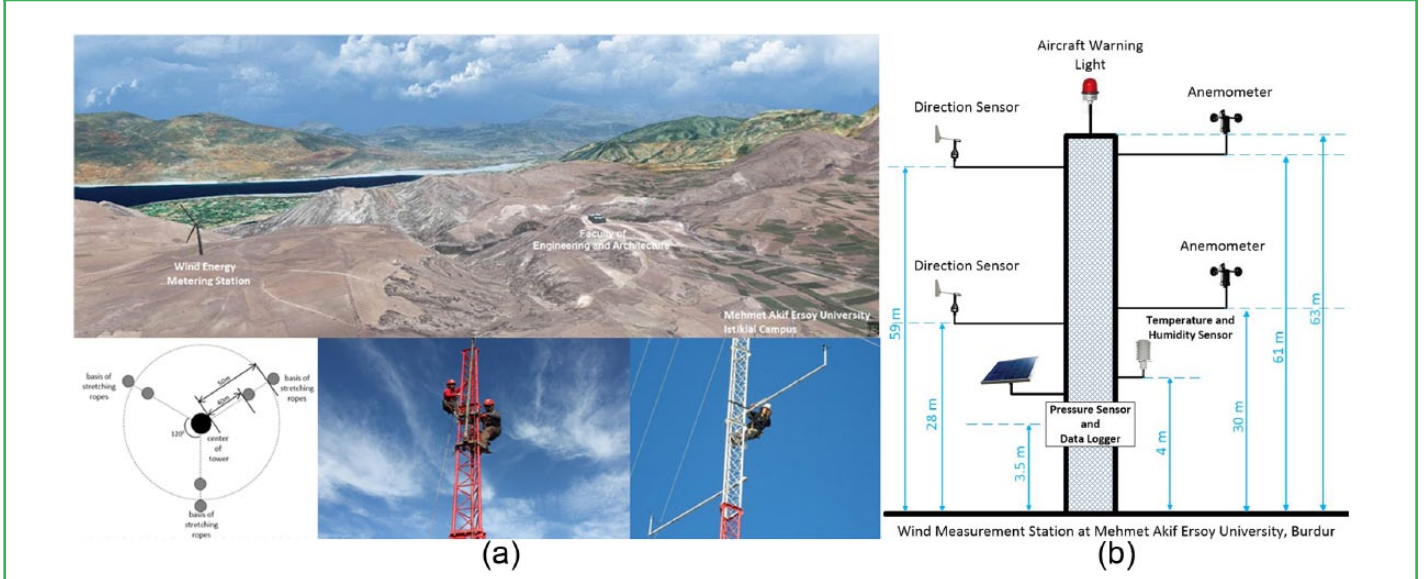 Wind Energy
Metering Station
Faculty of
Engineering and Architecture
Mehmet Akif Ersoy University
Istiklal Campus
basis of
stretching
ropes
50m
40m
basis of
stretching
ropes
120°
center
of
tower
basis of
stretching
ropes
(a)
Aircraft Warning
Light
Direction Sensor
Anemometer
Direction Sensor
Anemometer
Temperature and
Humidity Sensor
Pressure Sensor
and
Data Logger
59 m
28 m
3.5 m
4 m
30 m
61 m
63 m
Wind Measurement Station at Mehmet Akif Ersoy University, Burdur
(b)